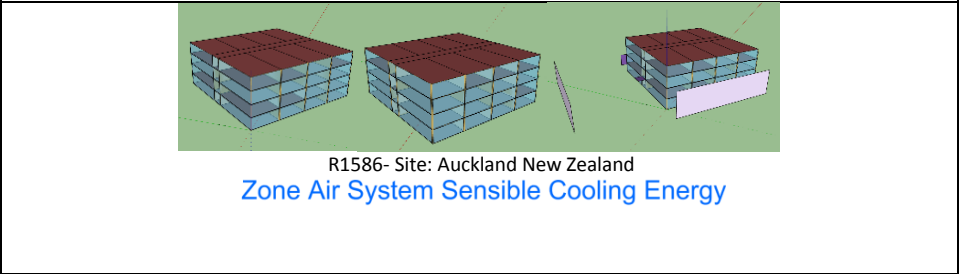 R1586- Site: Auckland New Zealand
Zone Air System Sensible Cooling Energy